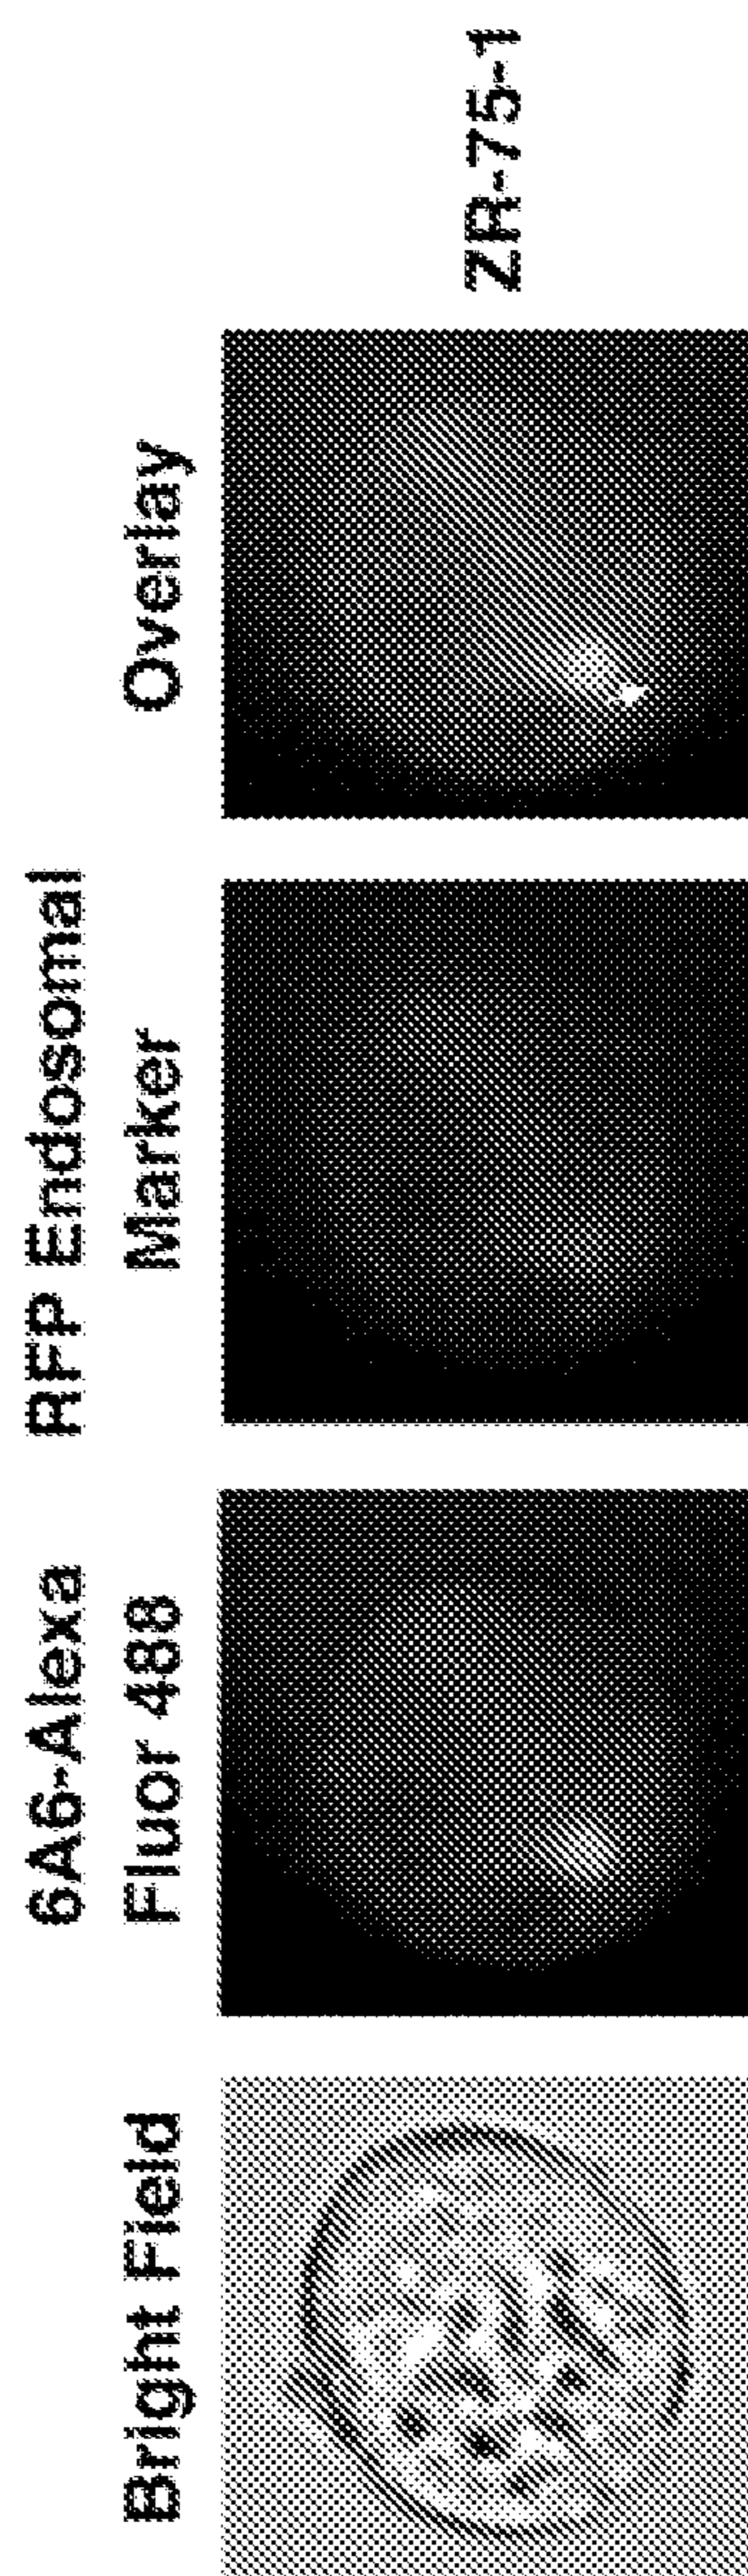 Bright Field
6A6-Alexa
Fluor 488
RFP Endosomal
Marker
Overlay
ZR-75-1